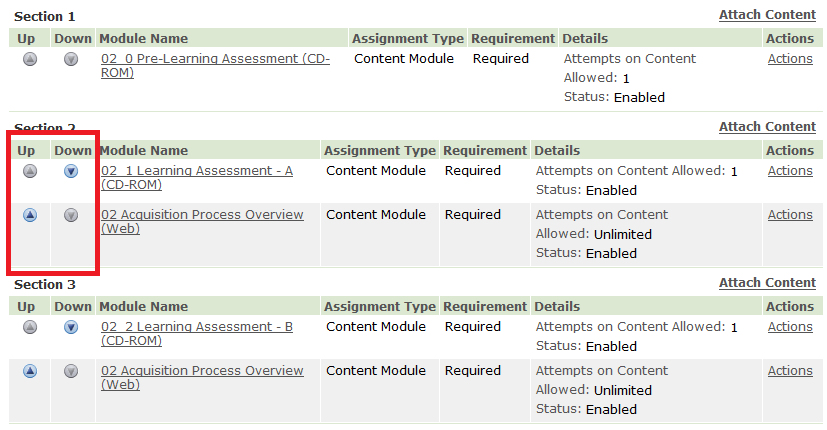 Section 1 Attach Content
Up Down Module Name Assignment Type Requirement Details Actions
02_0 Pre-Learning Assessment (CD- Content Module Required Attempts on Content Actions
ROM) Allowed: 1
Status: Enabled
Section 2 Attach Content
Up Down Module Name Assignment Type Requirement Details Actions
02_1 Learning Assessment - A Content Module Required Attempts on Content Allowed: 1 Actions
(CD-ROM) Status: Enabled
02 Acquisition Process Overview Content Module Required Attempts on Content Actions
(Web) Allowed: Unlimited
Status: Enabled
Section 3 Attach Content
Up Down Module Name Assignment Type Requirement Details Actions
02_2 Learning Assessment - B Content Module Required Attempts on Content Allowed: 1 Actions
(CD-ROM) Status: Enabled
02 Acquisition Process Overview Content Module Required Attempts on Content Actions
(Web) Allowed: Unlimited
Status: Enabled